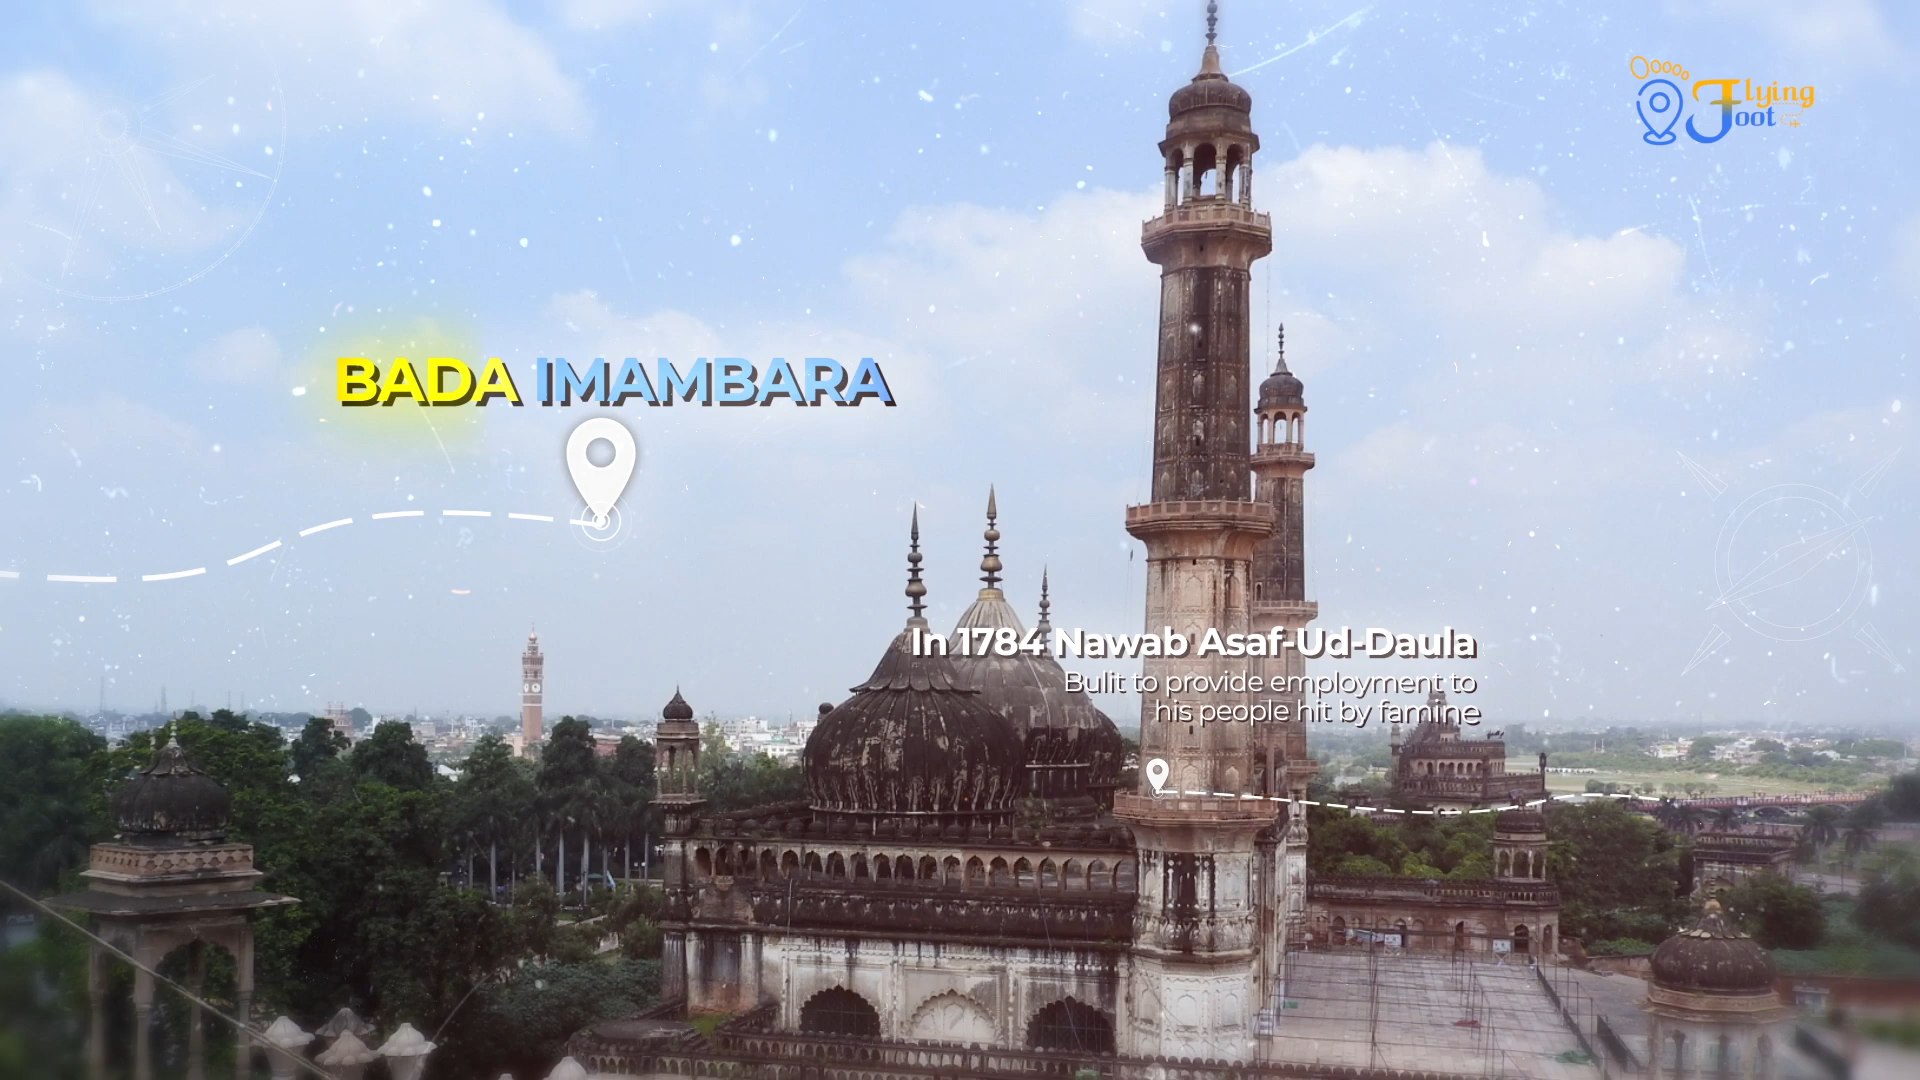 Flying
Foot
BADA IMAMBARA
In 1784 Nawab Asaf-Ud-Daula
Bulit to provide employment to
his people hit by famine